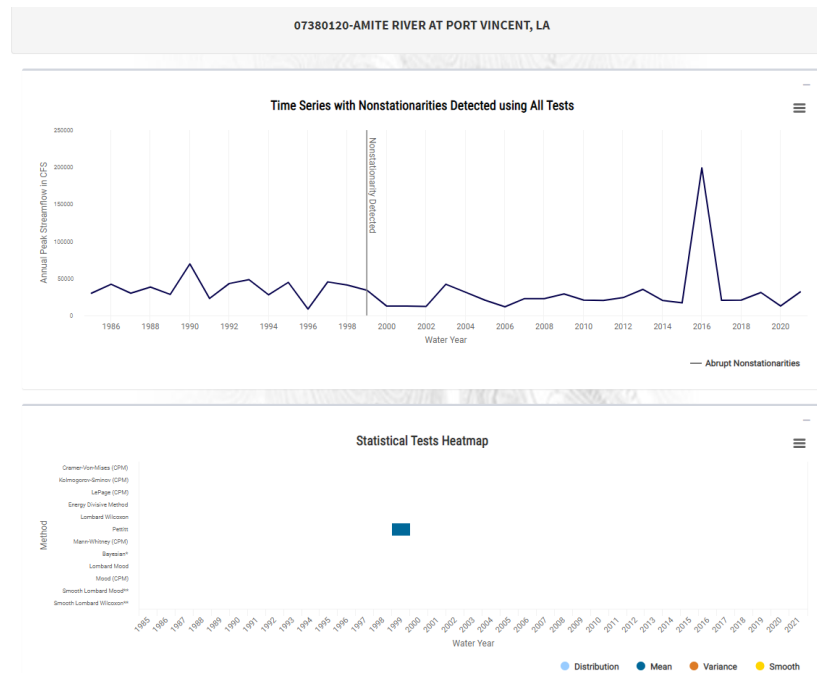 07380120-AMITE RIVER AT PORT VINCENT, LA
Time Series with Nonstationarities Detected using All Tests
250000
200000
150000
100000
50000
0
Annual Peak Streamflow in CFS
Nonstationarity Detected
1986 1988 1990 1992 1994 1996 1998 2000 2002 2004 2006 2008 2010 2012 2014 2016 2018 2020
Water Year
Abrupt Nonstationarities
Statistical Tests Heatmap
Method
Cramer-Von-Mises (CPM)
Kolmogorov-Smirnov (CPM)
LePage (CPM)
Energy Divisive Method
Lombard Wilcoxon
Pettitt
Mann-Whitney (CPM)
Bayesian
Lombard Mood
Mood (CPM)
Smooth Lombard Mood
Smooth Lombard Wilcoxon
1985 1986 1987 1988 1989 1990 1991 1992 1993 1994 1995 1996 1997 1998 1999 2000 2001 2002 2003 2004 2005 2006 2007 2008 2009 2010 2011 2012 2013 2014 2015 2016 2017 2018 2019 2020 2021
Water Year
Distribution Mean Variance Smooth